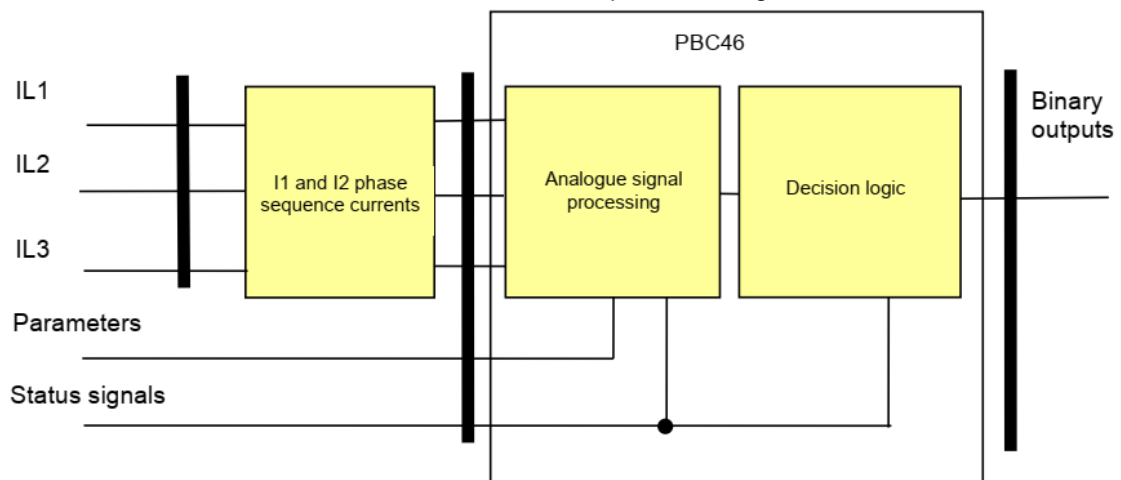 PBC46
IL1
IL2
IL3
I1 and I2 phase
sequence currents
Analogue signal
processing
Decision logic
Binary
outputs
Parameters
Status signals